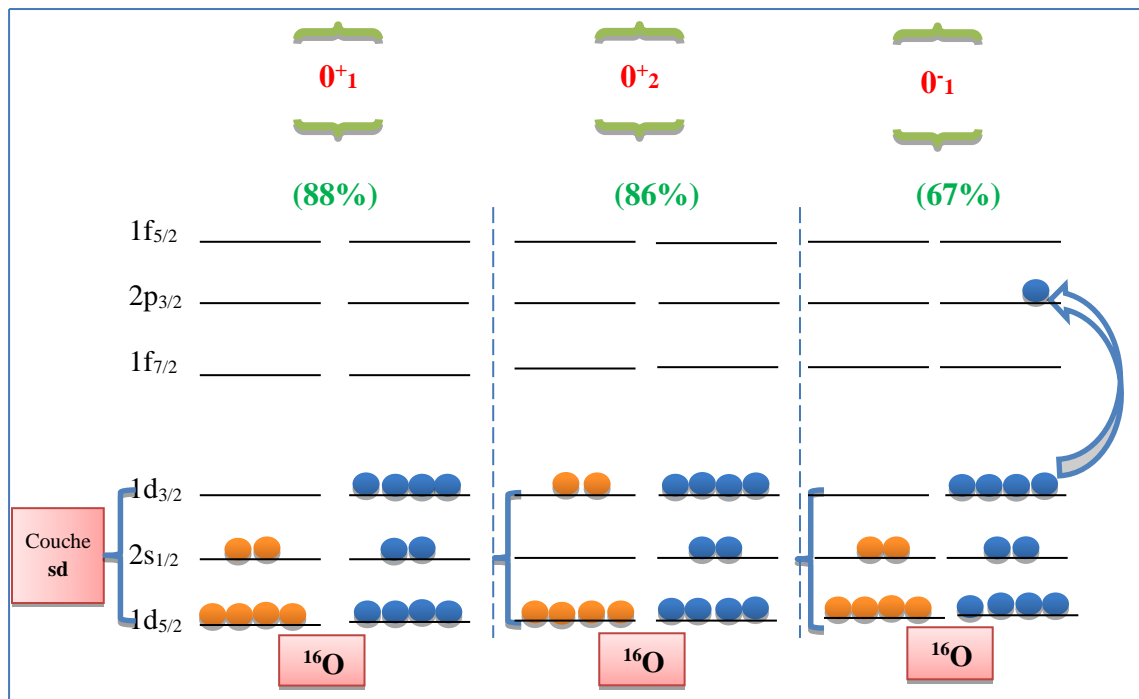 0⁺₁ 0⁺₂ 0⁻₁
(88%) (86%) (67%)
1f₅/₂
2p₃/₂
1f₇/₂
1d₃/₂
Couche
sd
2s₁/₂
1d₅/₂
¹⁶O ¹⁶O ¹⁶O